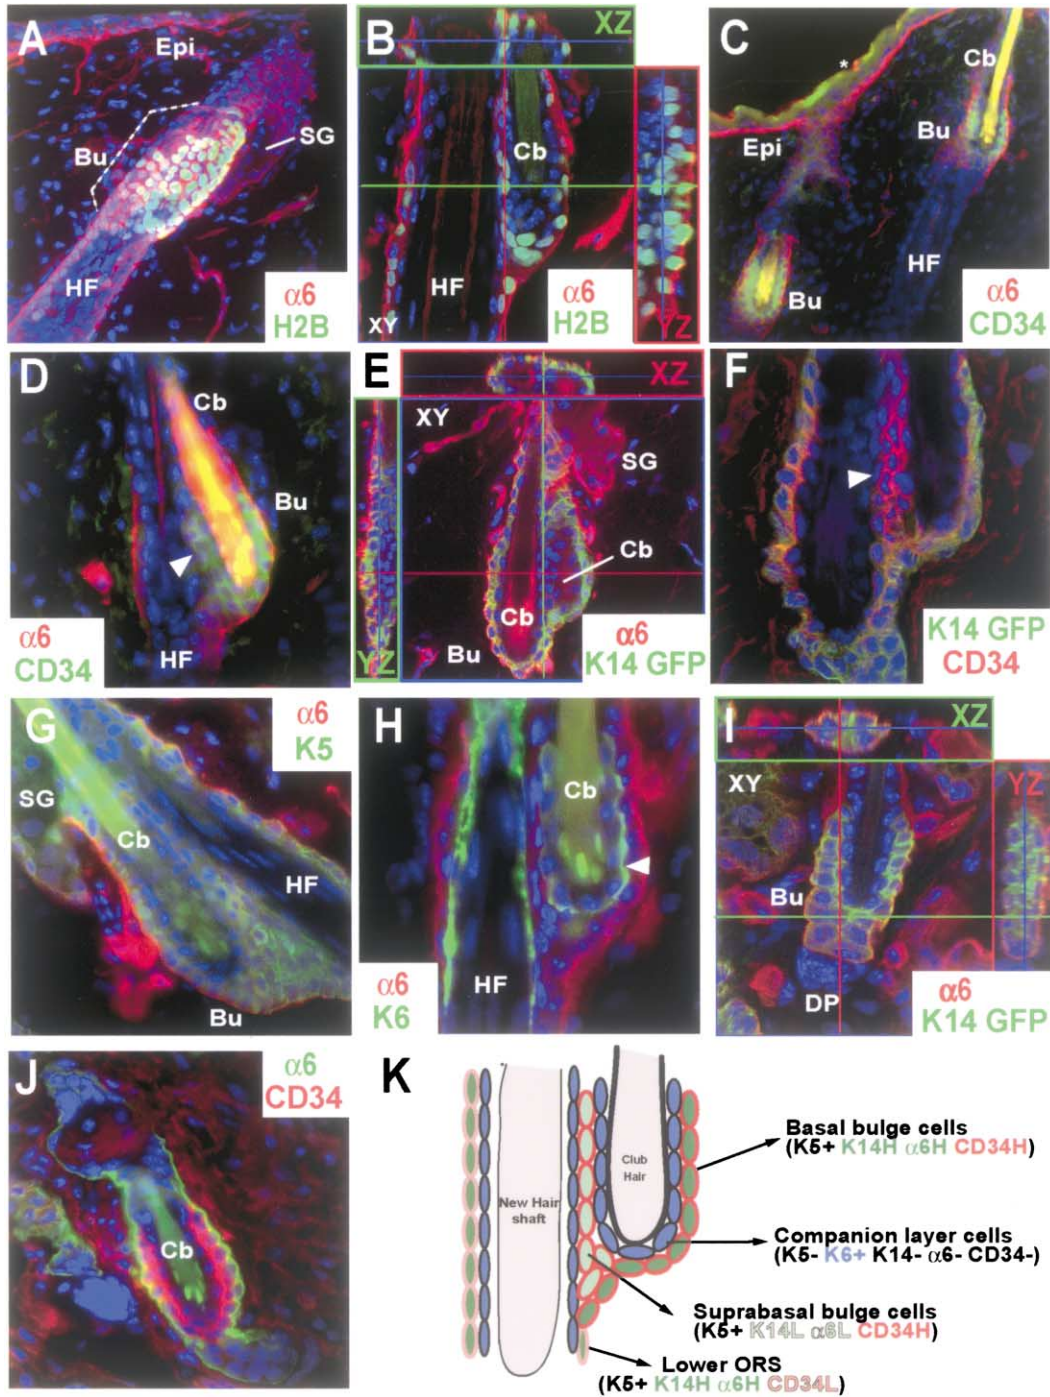 A
Epi
Bu
SG
HF
α6
H2B
B
XZ
Cb
HF
XY
YZ
α6
H2B
C
*
Cb
Bu
Epi
HF
Bu
α6
CD34
D
Cb
Bu
HF
α6
CD34
E
XZ
XY
SG
Cb
Cb
YZ
Bu
α6
K14 GFP
F
K14 GFP
CD34
G
α6
K5
SG
Cb
HF
Bu
H
Cb
HF
α6
K6
I
XZ
XY
YZ
Bu
DP
α6
K14 GFP
J
α6
CD34
Cb
K
Club
Hair
New Hair
shaft
Basal bulge cells
(K5+ K14H α6H CD34H)
Companion layer cells
(K5- K6+ K14- α6- CD34-)
Suprabasal bulge cells
(K5+ K14L α6L CD34H)
Lower ORS
(K5+ K14H α6H CD34L)